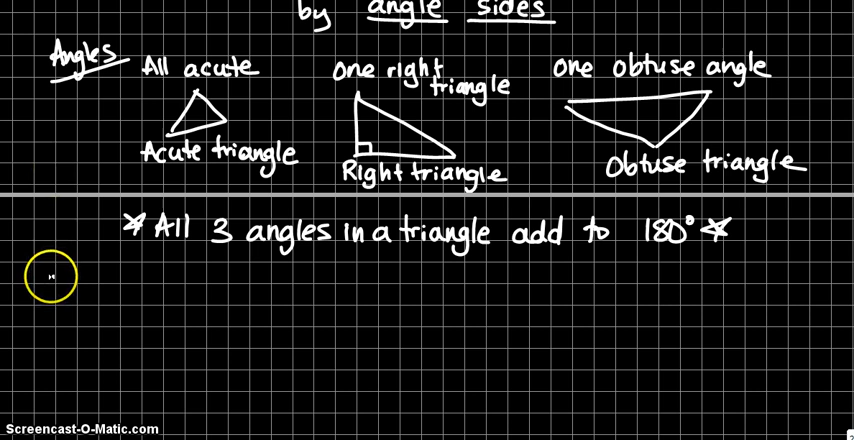 by angle sides
Angles
All acute
Acute triangle
One right
triangle
Right triangle
One obtuse angle
Obtuse triangle
* All 3 angles in a triangle add to 180° *
Screencast-O-Matic.com